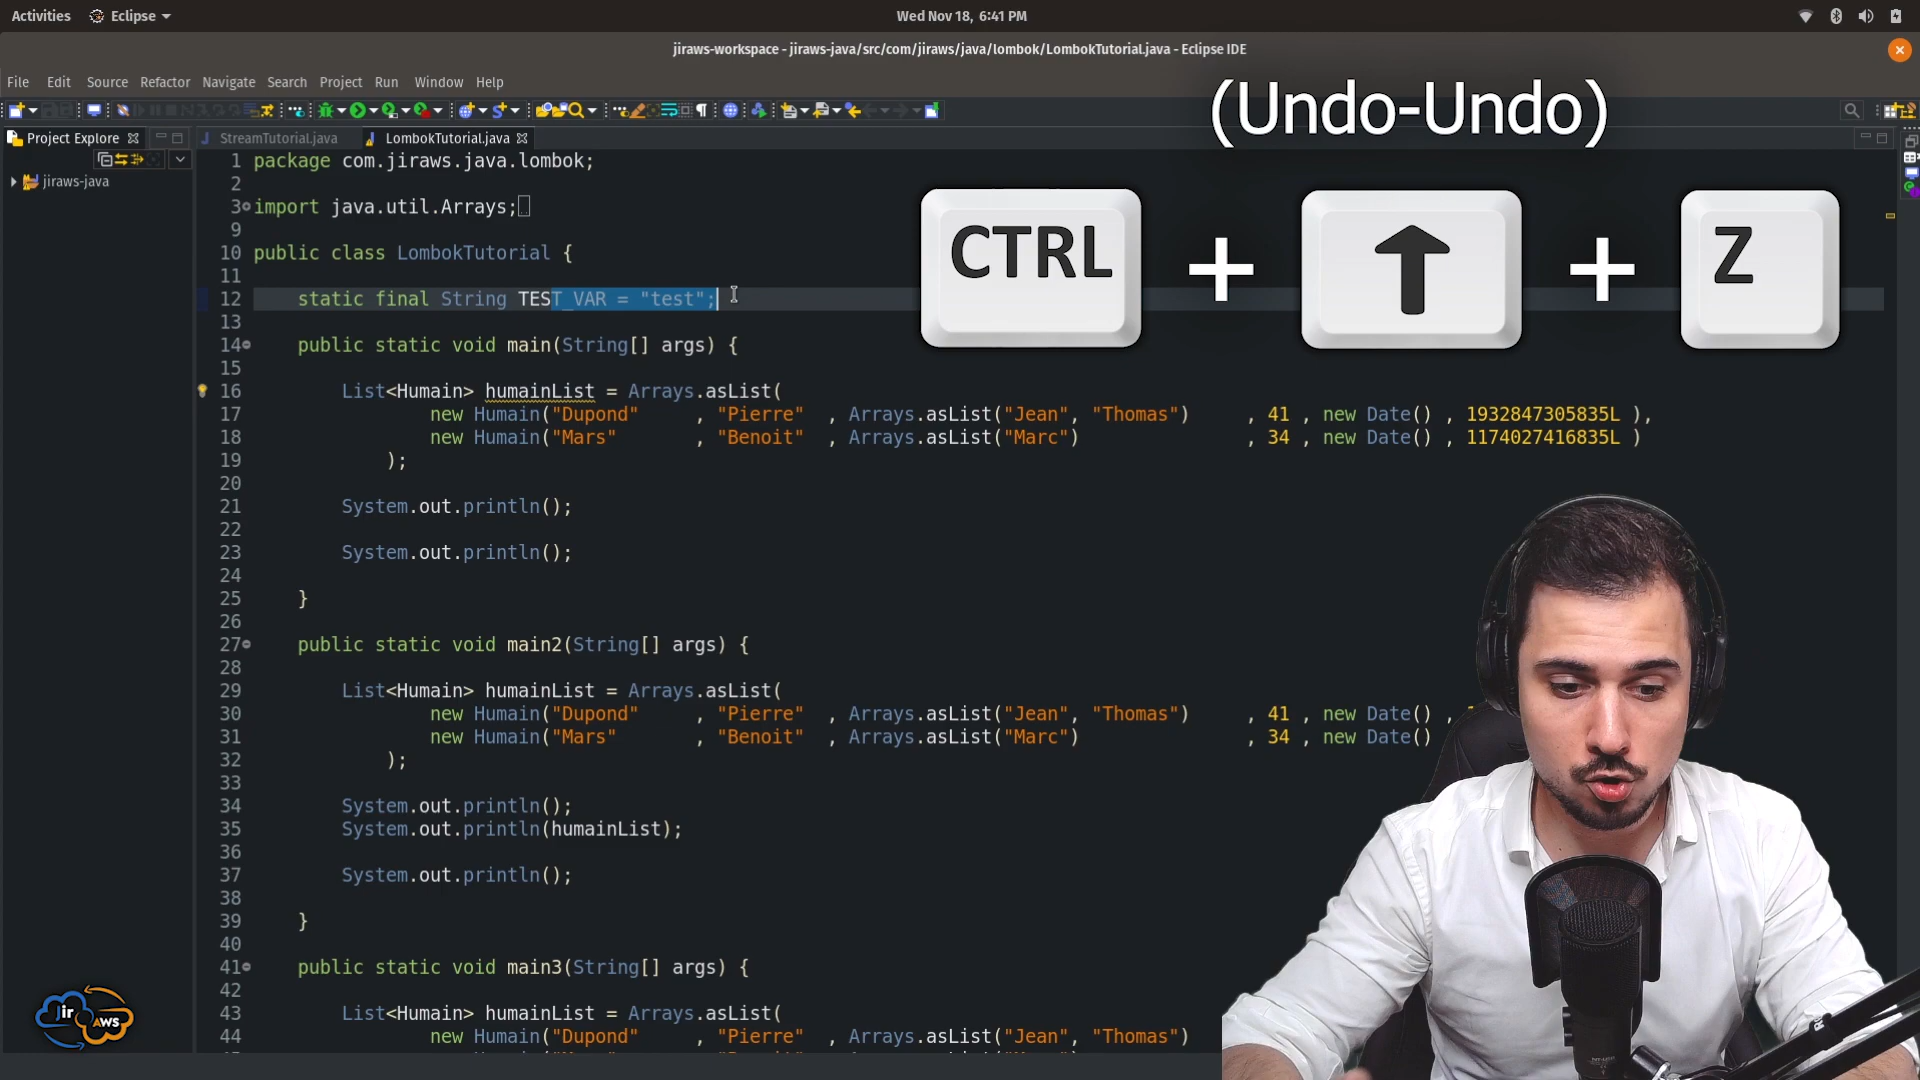 Activities Eclipse Wed Nov 18, 6:41 PM
jiraws-workspace - jiraws-java/src/com/jiraws/java/lombok/LombokTutorial.java - Eclipse IDE
File Edit Source Refactor Navigate Search Project Run Window Help
(Undo-Undo)
CTRL + + Z
Project Explore StreamTutorial.java LombokTutorial.java
jiraws-java
1 package com.jiraws.java.lombok;
2
3 import java.util.Arrays;
9
10 public class LombokTutorial {
11
12 static final String TEST_VAR = "test";
13
14 public static void main(String[] args) {
15
16 List<Humain> humainList = Arrays.asList(
17 new Humain("Dupond" , "Pierre" , Arrays.asList("Jean", "Thomas") , 41 , new Date() , 1932847305835L ),
18 new Humain("Mars" , "Benoit" , Arrays.asList("Marc") , 34 , new Date() , 1174027416835L )
19 );
20
21 System.out.println();
22
23 System.out.println();
24
25 }
26
27 public static void main2(String[] args) {
28
29 List<Humain> humainList = Arrays.asList(
30 new Humain("Dupond" , "Pierre" , Arrays.asList("Jean", "Thomas") , 41 , new Date() ,
31 new Humain("Mars" , "Benoit" , Arrays.asList("Marc") , 34 , new Date()
32 );
33
34 System.out.println();
35 System.out.println(humainList);
36
37 System.out.println();
38
39 }
40
41 public static void main3(String[] args) {
42
43 List<Humain> humainList = Arrays.asList(
44 new Humain("Dupond" , "Pierre" , Arrays.asList("Jean", "Thomas")
Jir AWS